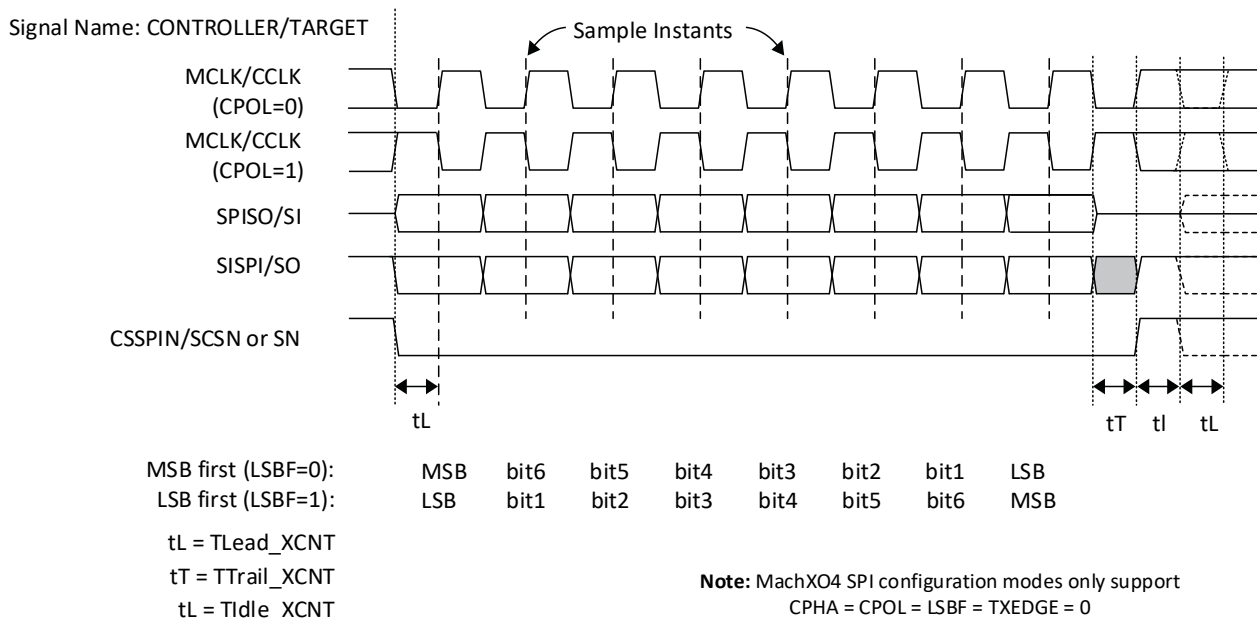 Signal Name: CONTROLLER/TARGET
Sample Instants
MCLK/CCLK
(CPOL=0)
MCLK/CCLK
(CPOL=1)
SPISO/SI
SISPI/SO
CSSPIN/SCSN or SN
tL
tT tl tL
MSB first (LSBF=0): MSB bit6 bit5 bit4 bit3 bit2 bit1 LSB
LSB first (LSBF=1): LSB bit1 bit2 bit3 bit4 bit5 bit6 MSB
tL = TLead_XCNT
tT = TTrail_XCNT
tL = TIdle_XCNT
Note: MachXO4 SPI configuration modes only support
CPHA = CPOL = LSBF = TXEDGE = 0